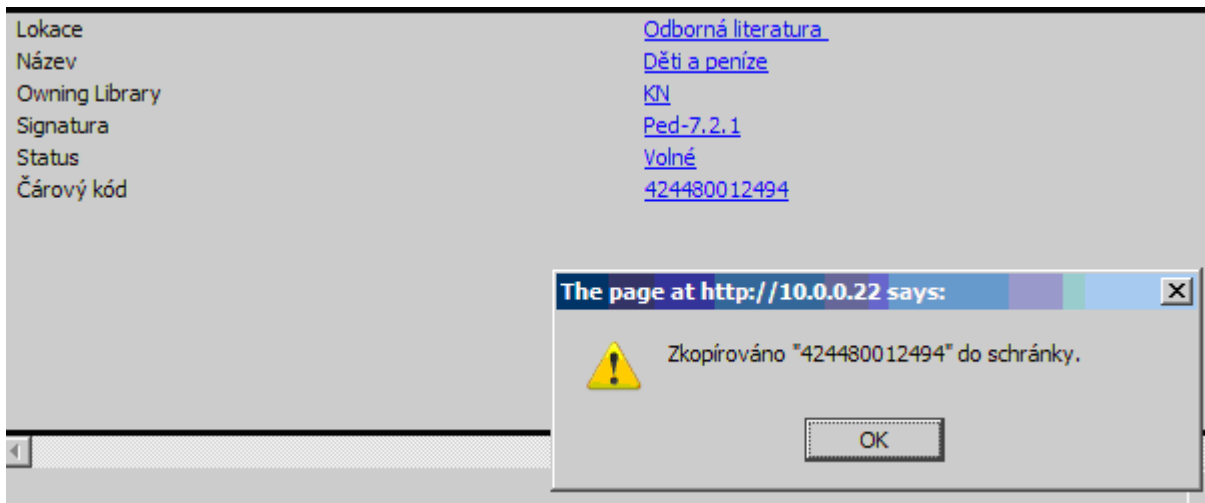 Lokace Odborná literatura
Název Děti a peníze
Owning Library KN
Signatura Ped-7.2.1
Status Volné
Čárový kód 424480012494
The page at http://10.0.0.22 says:
Zkopírováno "424480012494" do schránky.
OK